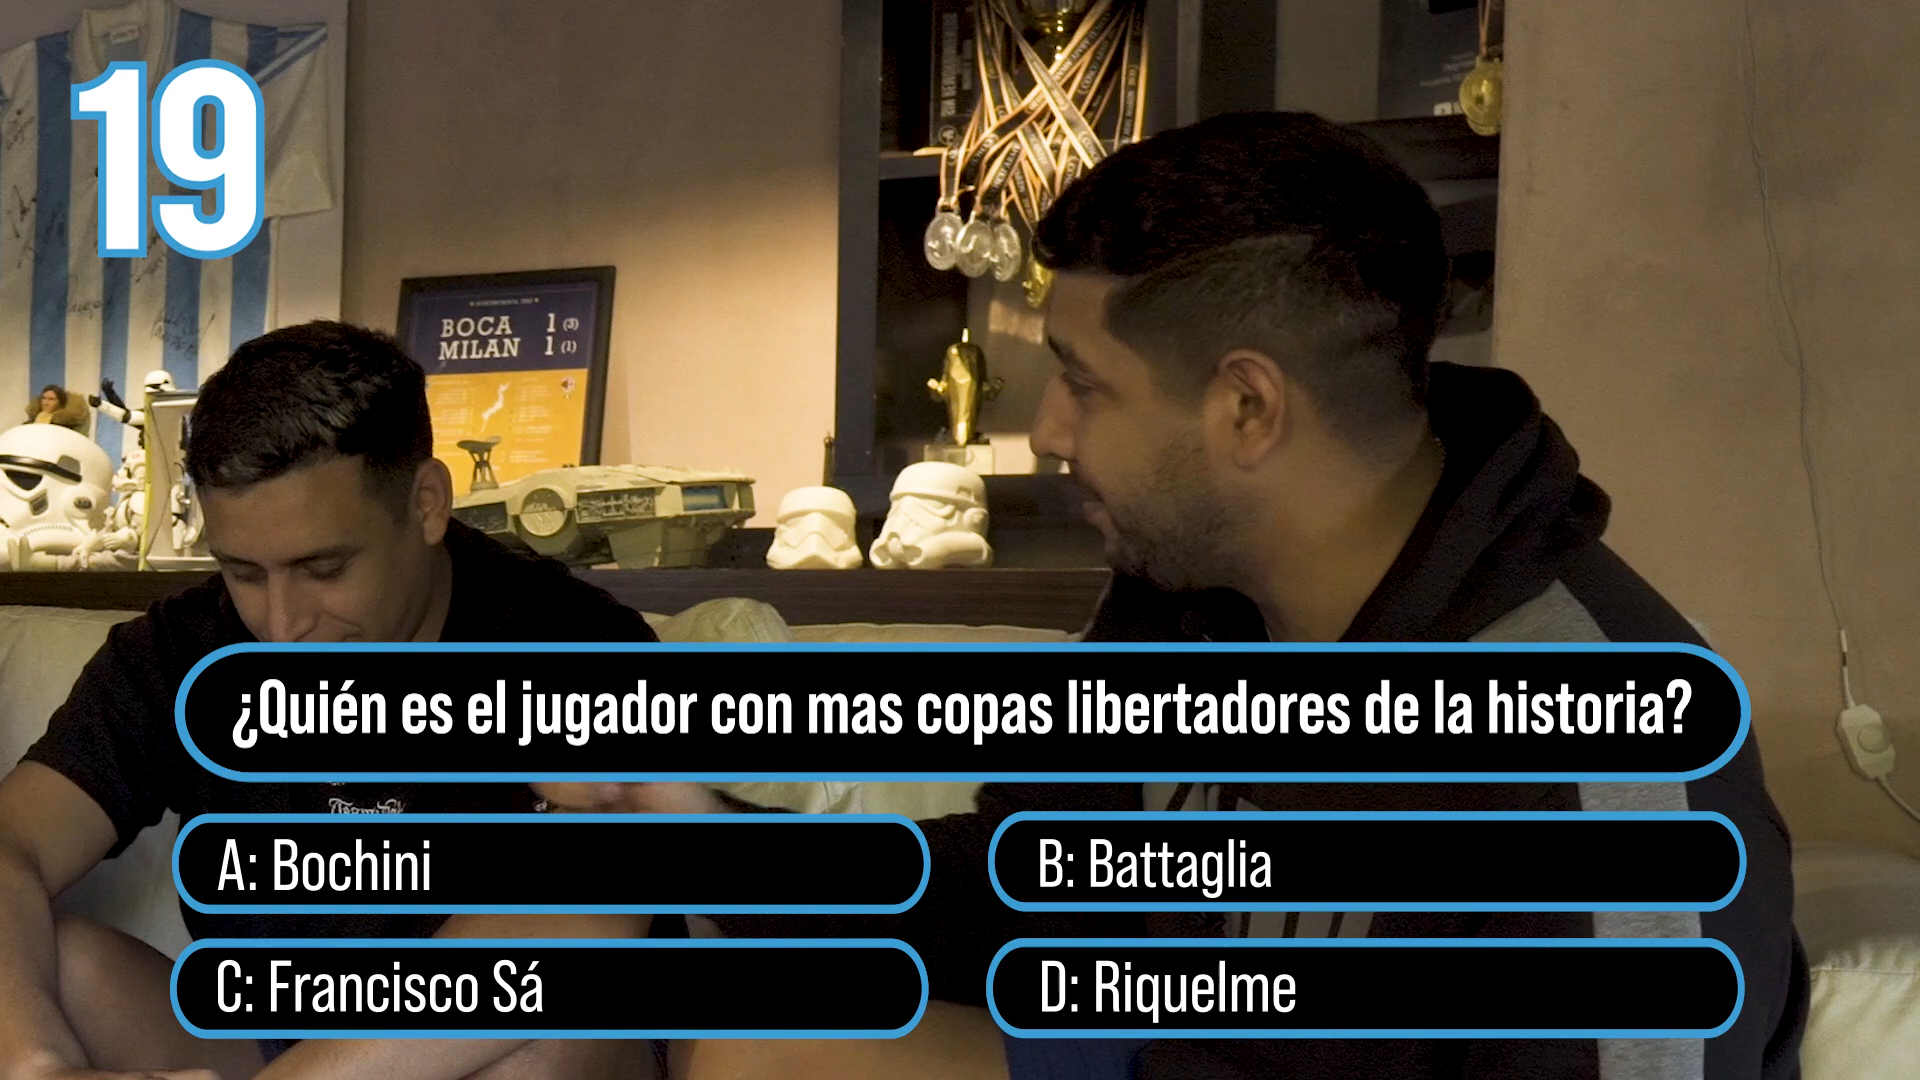 19
BOCA 1 (3)
MILAN 1 (1)
¿Quién es el jugador con mas copas libertadores de la historia?
A: Bochini
B: Battaglia
C: Francisco Sá
D: Riquelme